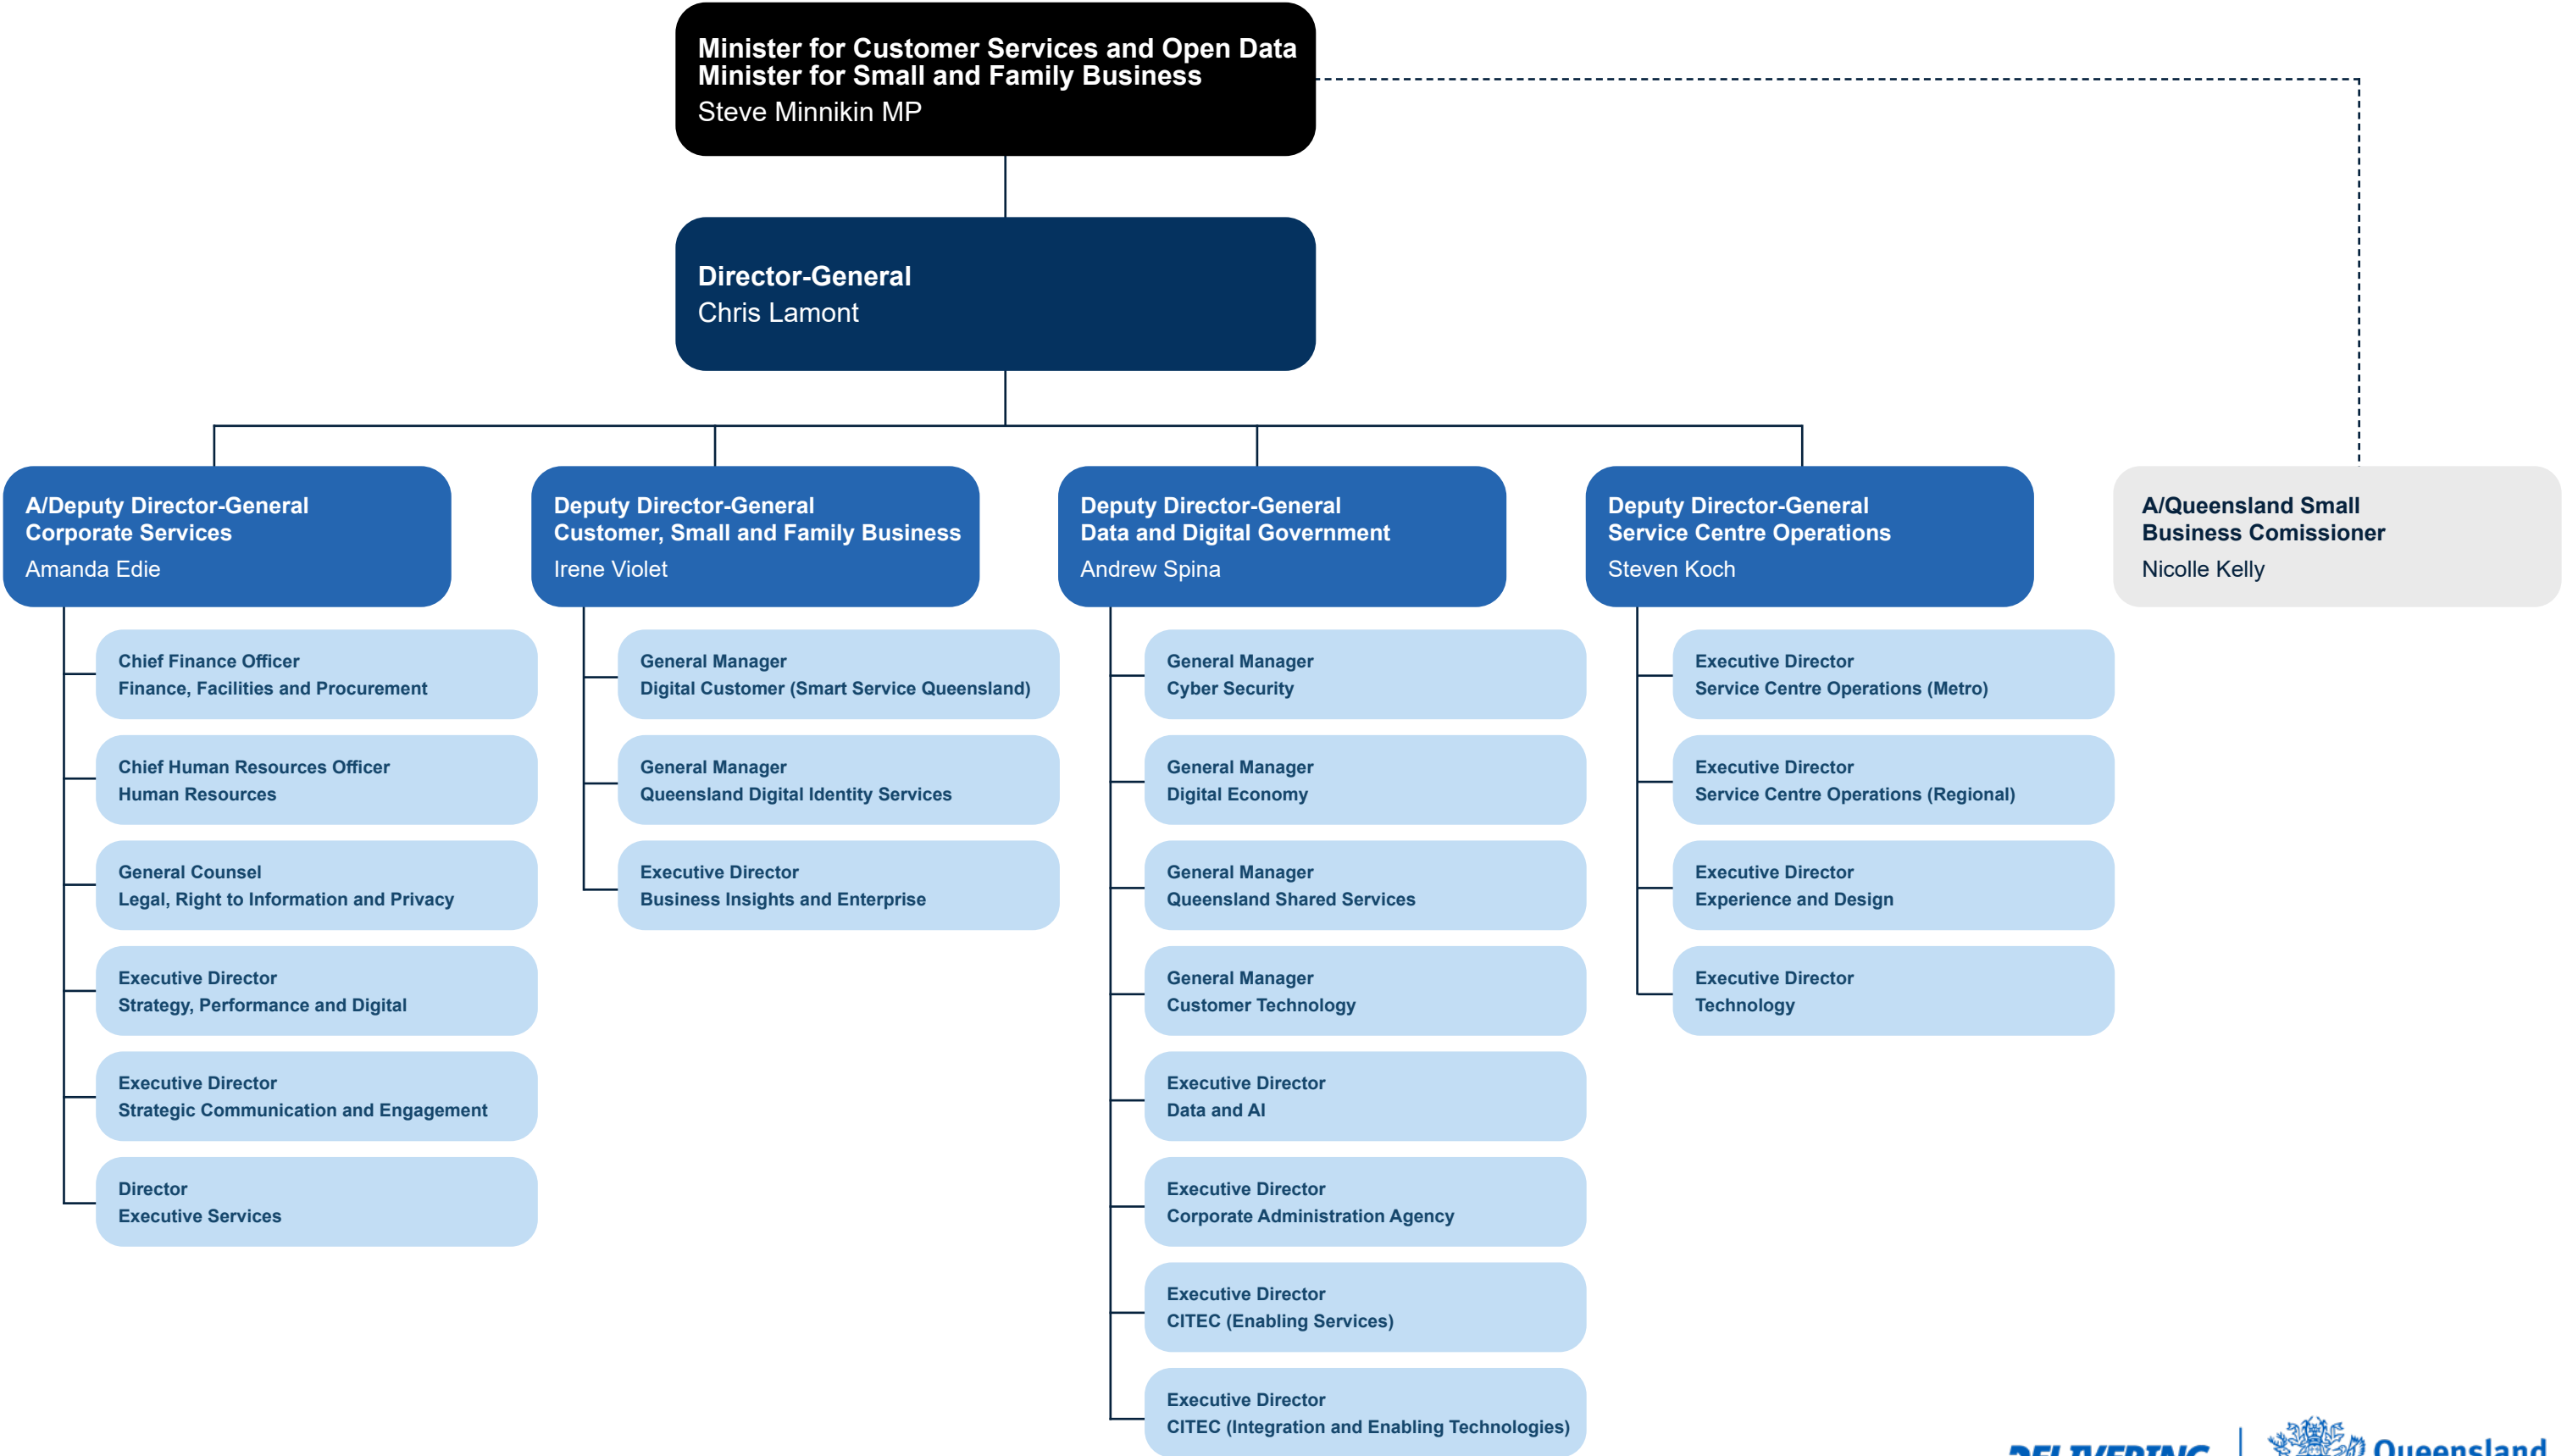 Minister for Customer Services and Open Data
Minister for Small and Family Business
Steve Minnikin MP
Director-General
Chris Lamont
A/Deputy Director-General
Corporate Services
Amanda Edie
Chief Finance Officer
Finance, Facilities and Procurement
Chief Human Resources Officer
Human Resources
General Counsel
Legal, Right to Information and Privacy
Executive Director
Strategy, Performance and Digital
Executive Director
Strategic Communication and Engagement
Director
Executive Services
Deputy Director-General
Customer, Small and Family Business
Irene Violet
General Manager
Digital Customer (Smart Service Queensland)
General Manager
Queensland Digital Identity Services
Executive Director
Business Insights and Enterprise
Deputy Director-General
Data and Digital Government
Andrew Spina
General Manager
Cyber Security
General Manager
Digital Economy
General Manager
Queensland Shared Services
General Manager
Customer Technology
Executive Director
Data and AI
Executive Director
Corporate Administration Agency
Executive Director
CITEC (Enabling Services)
Executive Director
CITEC (Integration and Enabling Technologies)
Deputy Director-General
Service Centre Operations
Steven Koch
Executive Director
Service Centre Operations (Metro)
Executive Director
Service Centre Operations (Regional)
Executive Director
Experience and Design
Executive Director
Technology
A/Queensland Small
Business Comissioner
Nicolle Kelly
DELIVERING
Queensland